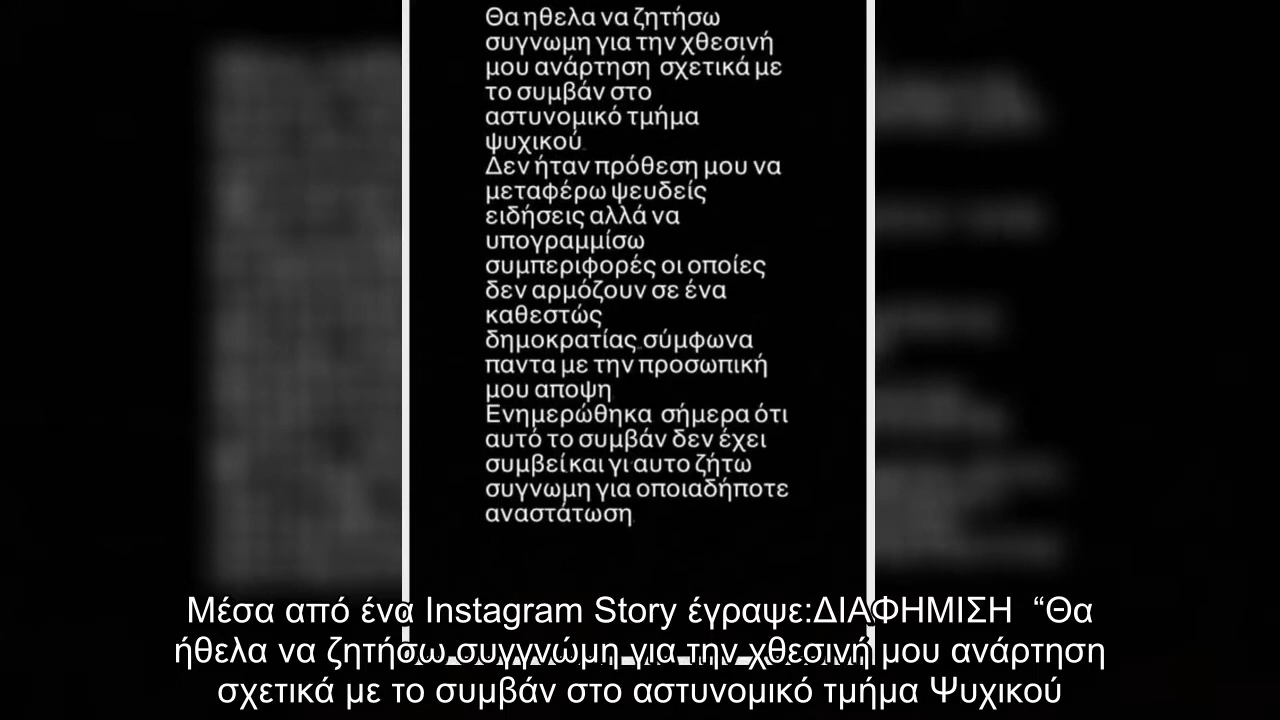 Θα ηθελα να ζητήσω
συγνωμη για την χθεσινή
μου ανάρτηση σχετικά με
το συμβάν στο
αστυνομικό τμήμα
ψυχικού
Δεν ήταν πρόθεση μου να
μεταφέρω ψευδείς
ειδήσεις αλλά να
υπογραμμίσω
συμπεριφορές οι οποίες
δεν αρμόζουν σε ένα
καθεστώς
δημοκρατίας σύμφωνα
παντα με την προσωπική
μου αποψη
Ενημερώθηκα σήμερα ότι
αυτό το συμβάν δεν έχει
συμβεί.και γι αυτο ζήτω
συγνωμη για οποιαδήποτε
αναστάτωση
Μέσα από ένα Instagram Story έγραψε:ΔΙΑΦΗΜΙΣΗ “Θα
ήθελα να ζητήσω συγγνώμη για την χθεσινή μου ανάρτηση
σχετικά με το συμβάν στο αστυνομικό τμήμα Ψυχικού